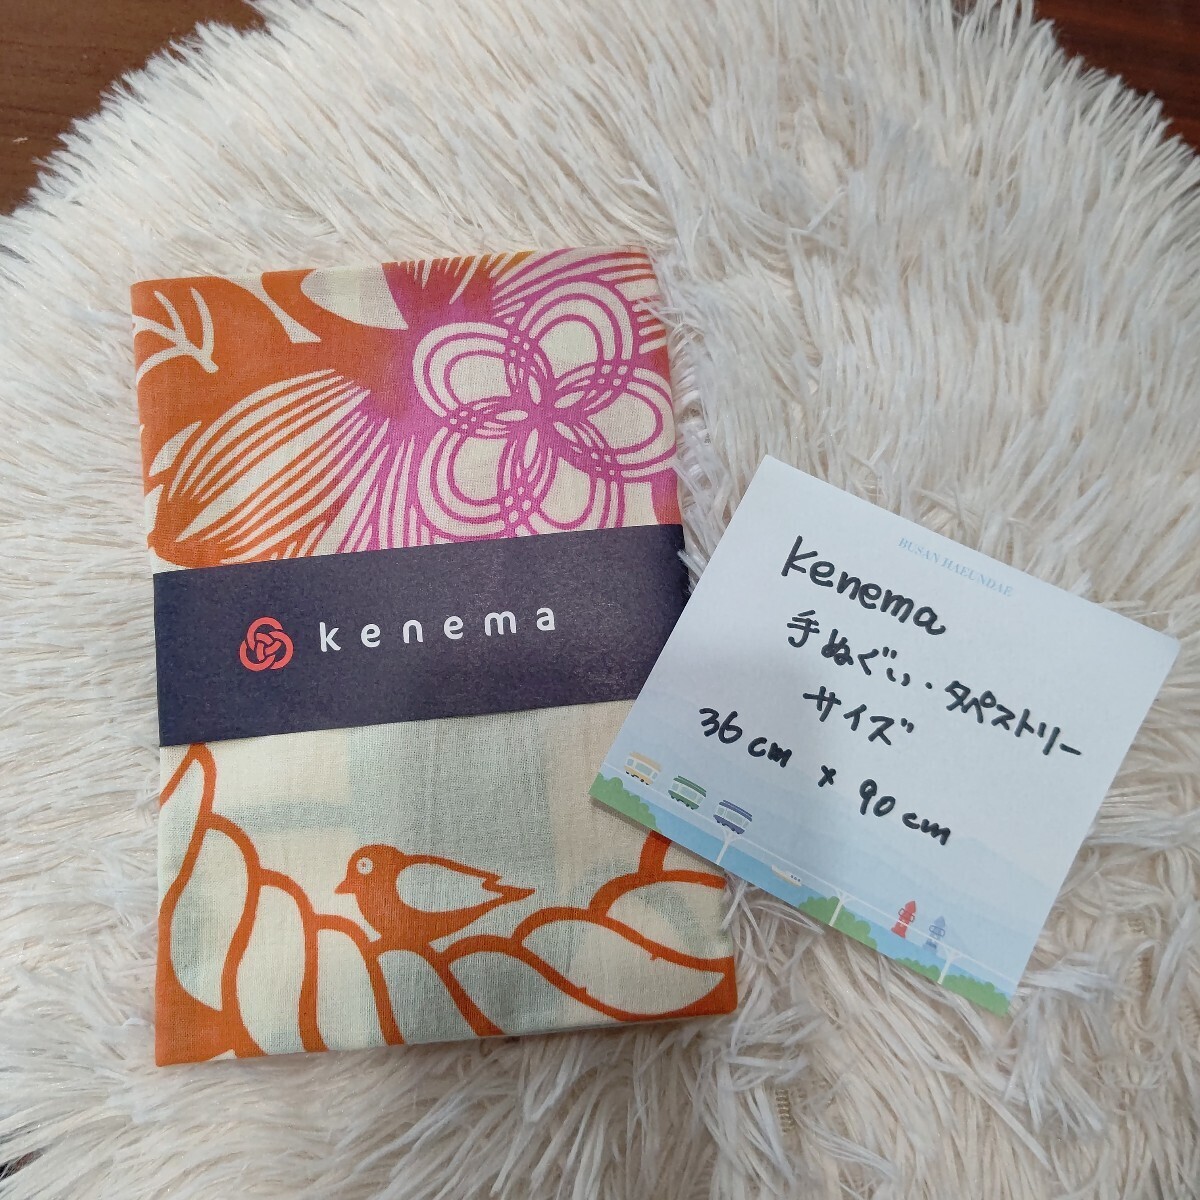 kenema
BUSAN HAEUNDAE
Kenema
手ぬぐい・タペストリー
サイズ
36cm × 90cm